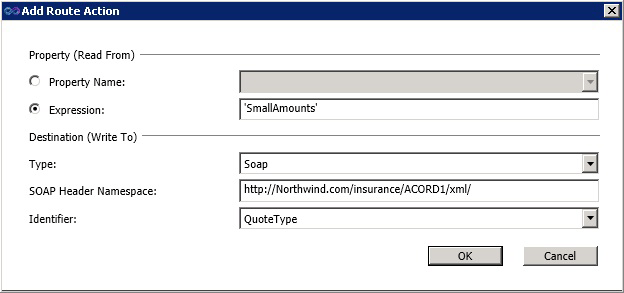 Add Route Action
Property (Read From)
Property Name:
Expression: 'SmallAmounts'
Destination (Write To)
Type: Soap
SOAP Header Namespace: http://Northwind.com/insurance/ACORD1/xml/
Identifier: QuoteType
OK Cancel